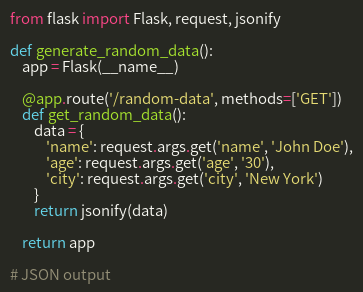 from flask import Flask, request, jsonify

def generate_random_data():
    app = Flask(__name__)

    @app.route('/random-data', methods=['GET'])
    def get_random_data():
        data = {
            'name': request.args.get('name', 'John Doe'),
            'age': request.args.get('age', '30'),
            'city': request.args.get('city', 'New York')
        }
        return jsonify(data)

    return app

# JSON output